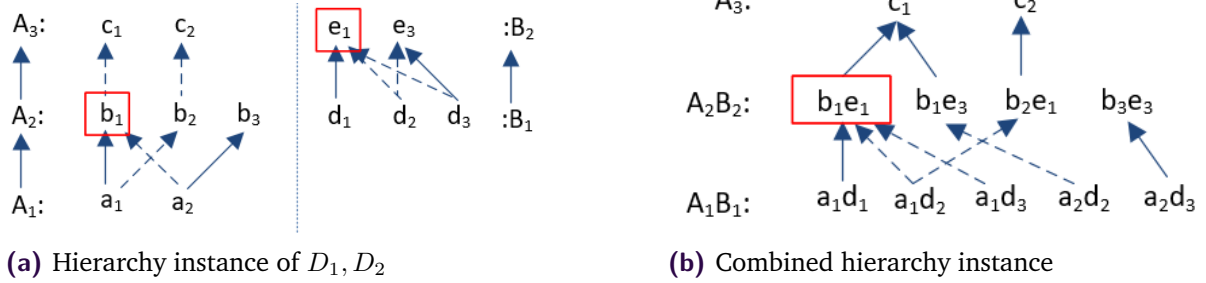 A₃: c₁ c₂
e₁ e₃ :B₂
A₂: b₁ b₂ b₃
d₁ d₂ d₃ :B₁
A₁: a₁ a₂
(a) Hierarchy instance of D₁, D₂
A₃: c₁ c₂
A₂B₂: b₁e₁ b₁e₃ b₂e₁ b₃e₃
A₁B₁: a₁d₁ a₁d₂ a₁d₃ a₂d₂ a₂d₃
(b) Combined hierarchy instance